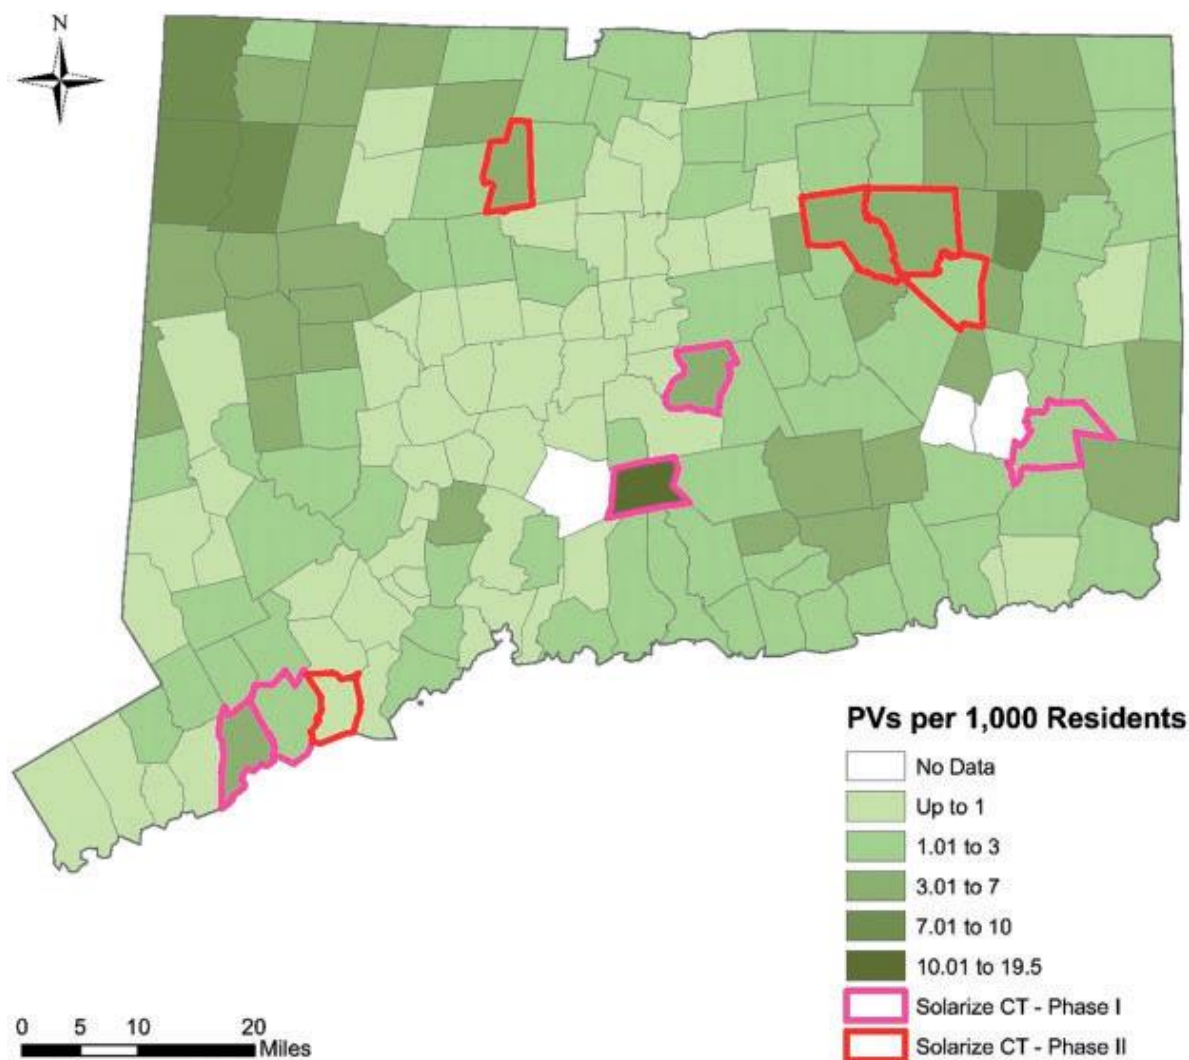 N
PVs per 1,000 Residents
No Data
Up to 1
1.01 to 3
3.01 to 7
7.01 to 10
10.01 to 19.5
Solarize CT - Phase I
Solarize CT - Phase II
0 5 10 20
Miles